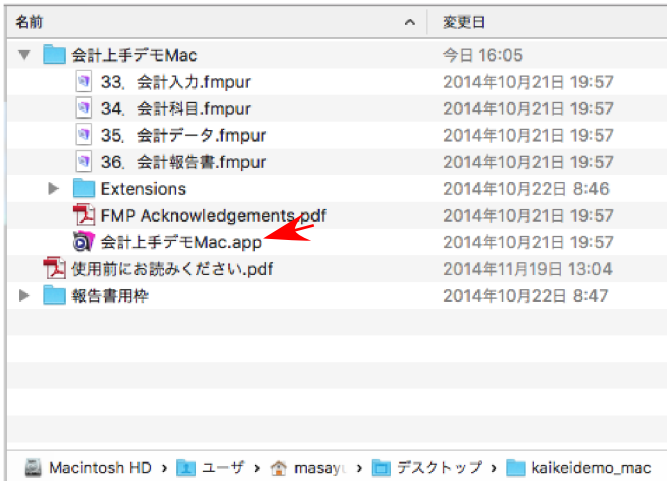 名前 変更日
会計上手デモMac 今日 16:05
33．会計入力.fmpur 2014年10月21日 19:57
34．会計科目.fmpur 2014年10月21日 19:57
35．会計データ.fmpur 2014年10月21日 19:57
36．会計報告書.fmpur 2014年10月21日 19:57
Extensions 2014年10月22日 8:46
FMP Acknowledgements.pdf 2014年10月21日 19:57
会計上手デモMac.app 2014年10月21日 19:57
使用前にお読みください.pdf 2014年11月19日 13:04
報告書用枠 2014年10月22日 8:47
Macintosh HD › ユーザ › › デスクトップ › kaikeidemo_mac